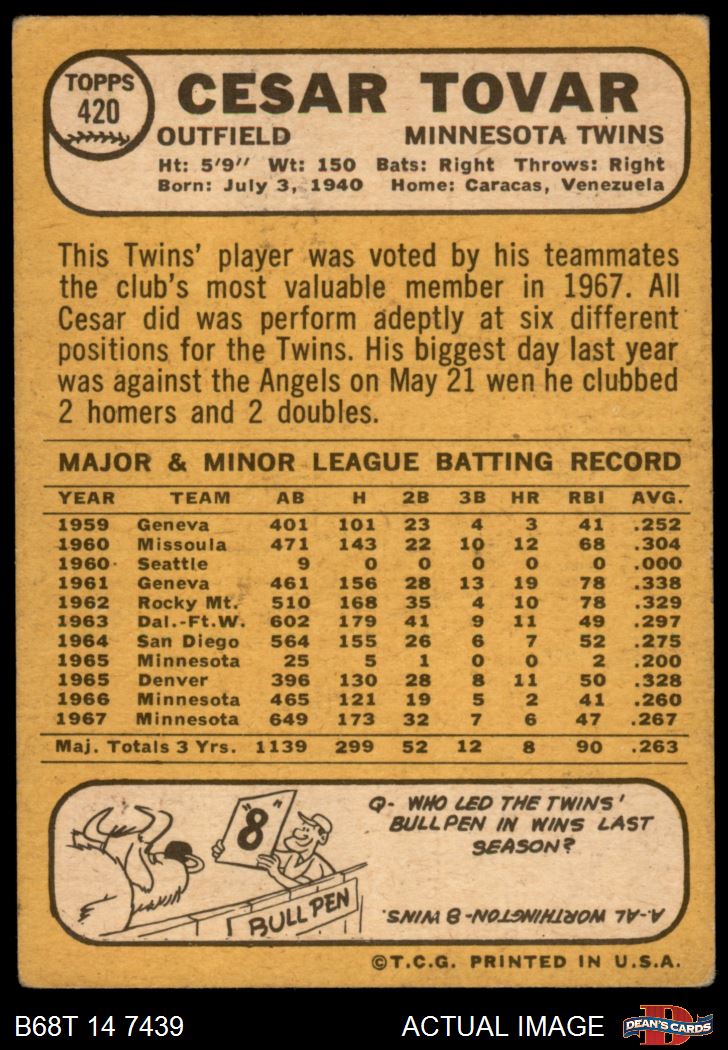 TOPPS
420
CESAR TOVAR
OUTFIELD MINNESOTA TWINS
Ht: 5'9" Wt: 150 Bats: Right Throws: Right
Born: July 3, 1940 Home: Caracas, Venezuela
This Twins' player was voted by his teammates
the club's most valuable member in 1967. All
Cesar did was perform adeptly at six different
positions for the Twins. His biggest day last year
was against the Angels on May 21 wen he clubbed
2 homers and 2 doubles.
MAJOR & MINOR LEAGUE BATTING RECORD
YEAR TEAM AB H 2B 3B HR RBI AVG.
1959 Geneva 401 101 23 4 3 41 .252
1960 Missoula 471 143 22 10 12 68 .304
1960 Seattle 9 0 0 0 0 0 .000
1961 Geneva 461 156 28 13 19 78 .338
1962 Rocky Mt. 510 168 35 4 10 78 .329
1963 Dal.-Ft.W. 602 179 41 9 11 49 .297
1964 San Diego 564 155 26 6 7 52 .275
1965 Minnesota 25 5 1 0 0 2 .200
1965 Denver 396 130 28 8 11 50 .328
1966 Minnesota 465 121 19 5 2 41 .260
1967 Minnesota 649 173 32 7 6 47 .267
Maj. Totals 3 Yrs. 1139 299 52 12 8 90 .263
"8"
BULL PEN
Q- WHO LED THE TWINS'
BULLPEN IN WINS LAST
SEASON?
A-AL WORTHINGTON-8 WINS.
©T.C.G. PRINTED IN U.S.A.
B68T 14 7439 ACTUAL IMAGE
D
DEAN'S CARDS